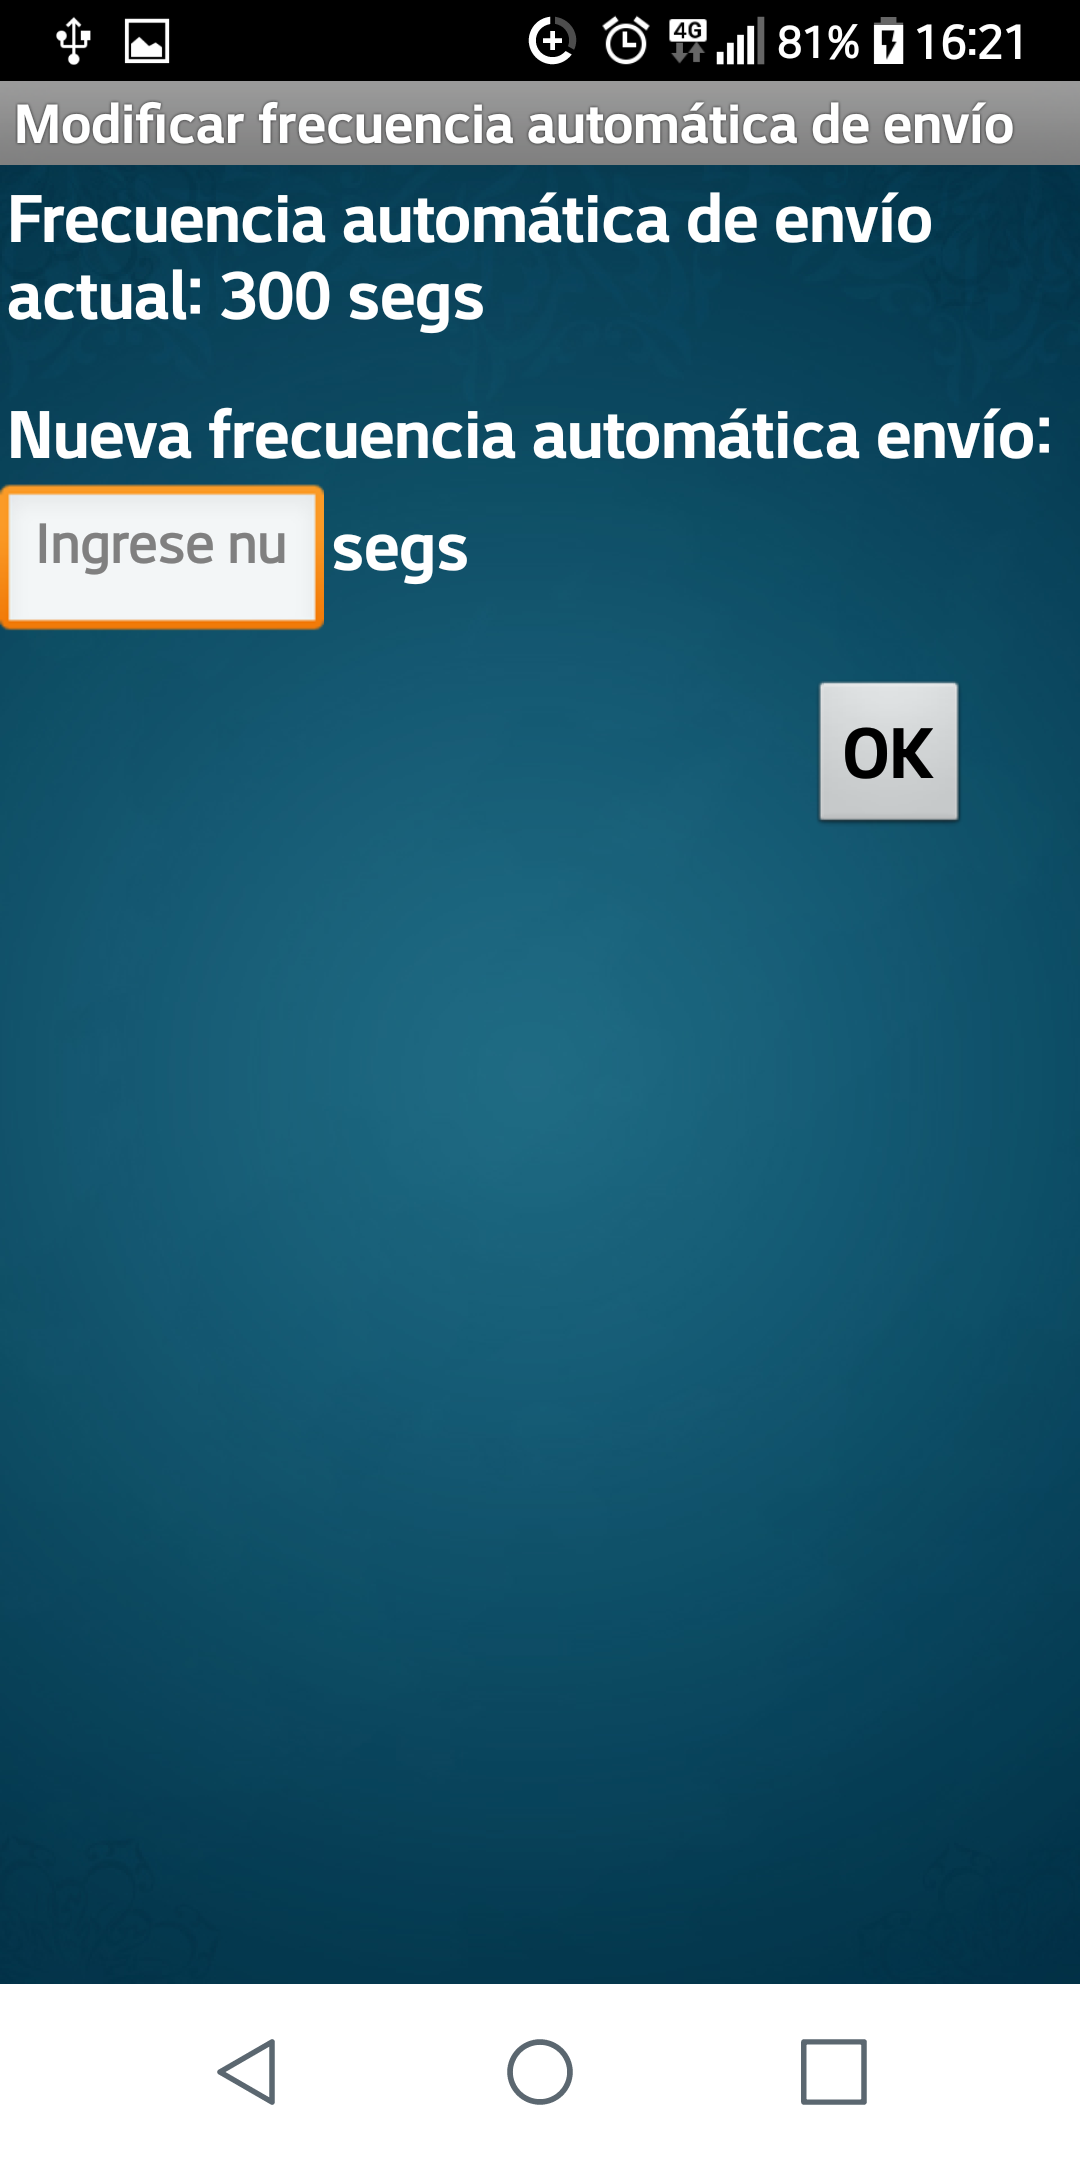 4G 81% 16:21
Modificar frecuencia automática de envío
Frecuencia automática de envío
actual: 300 segs
Nueva frecuencia automática envío:
Ingrese nu segs
OK